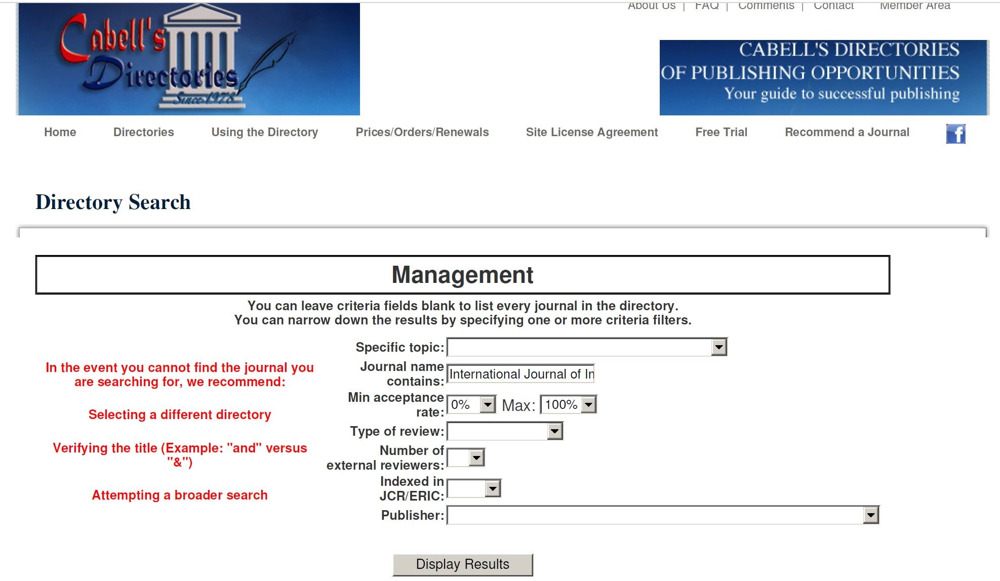 About Us | FAQ | Comments | Contact Member Area
Cabell's
Directories
Since 1978
CABELL'S DIRECTORIES
OF PUBLISHING OPPORTUNITIES
Your guide to successful publishing
Home Directories Using the Directory Prices/Orders/Renewals Site License Agreement Free Trial Recommend a Journal f
Directory Search
Management
You can leave criteria fields blank to list every journal in the directory.
You can narrow down the results by specifying one or more criteria filters.
In the event you cannot find the journal you
are searching for, we recommend:
Selecting a different directory
Verifying the title (Example: "and" versus
"&")
Attempting a broader search
Specific topic:
Journal name
contains: International Journal of In
Min acceptance
rate: 0% Max: 100%
Type of review:
Number of
external reviewers:
Indexed in
JCR/ERIC:
Publisher:
Display Results